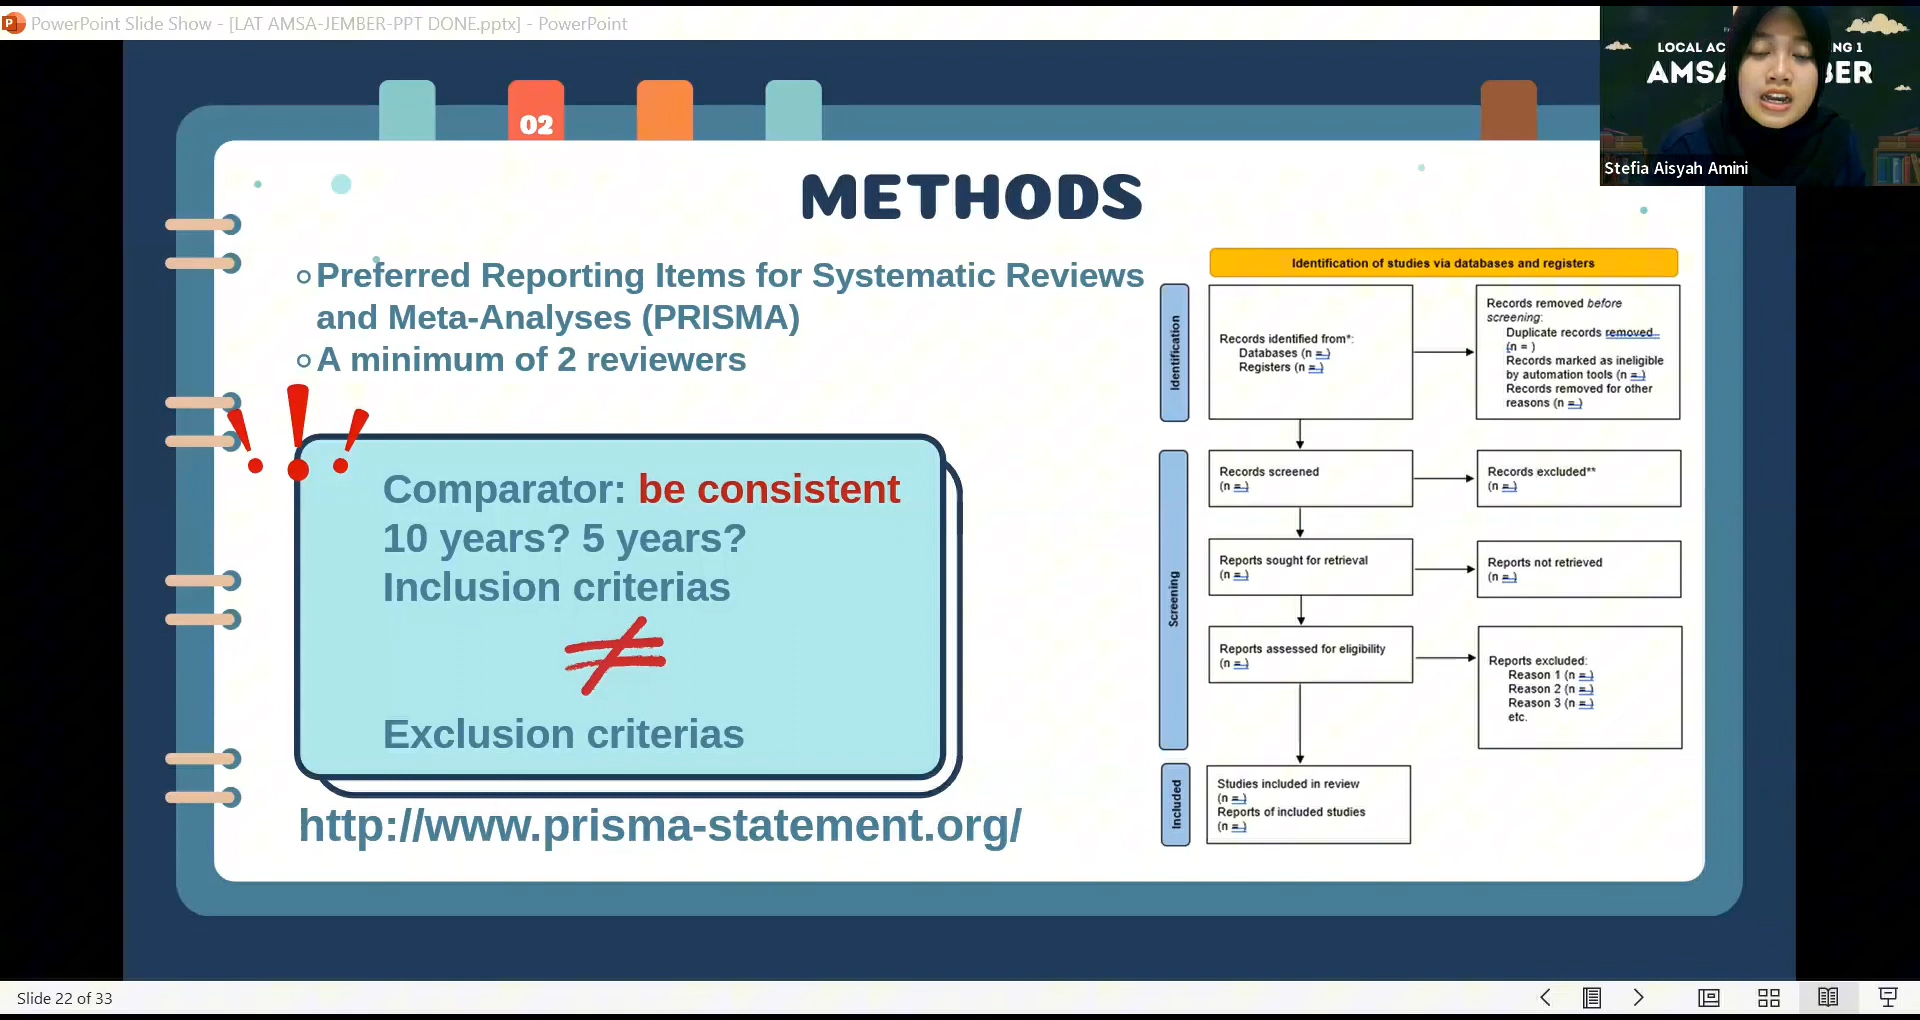 PowerPoint Slide Show - [LAT AMSA-JEMBER-PPT DONE.pptx] - PowerPoint
LOCAL AC NG 1
AMSA BER
Stefia Aisyah Amini
02
METHODS
Preferred Reporting Items for Systematic Reviews
and Meta-Analyses (PRISMA)
A minimum of 2 reviewers
Comparator: be consistent
10 years? 5 years?
Inclusion criterias
≠
Exclusion criterias
http://www.prisma-statement.org/
Identification of studies via databases and registers
Identification
Records identified from*:
Databases (n = )
Registers (n = )
Records removed before
screening:
Duplicate records removed
(n = )
Records marked as ineligible
by automation tools (n = )
Records removed for other
reasons (n = )
Screening
Records screened
(n = )
Records excluded**
(n = )
Reports sought for retrieval
(n = )
Reports not retrieved
(n = )
Reports assessed for eligibility
(n = )
Reports excluded:
Reason 1 (n = )
Reason 2 (n = )
Reason 3 (n = )
etc.
Included
Studies included in review
(n = )
Reports of included studies
(n = )
Slide 22 of 33